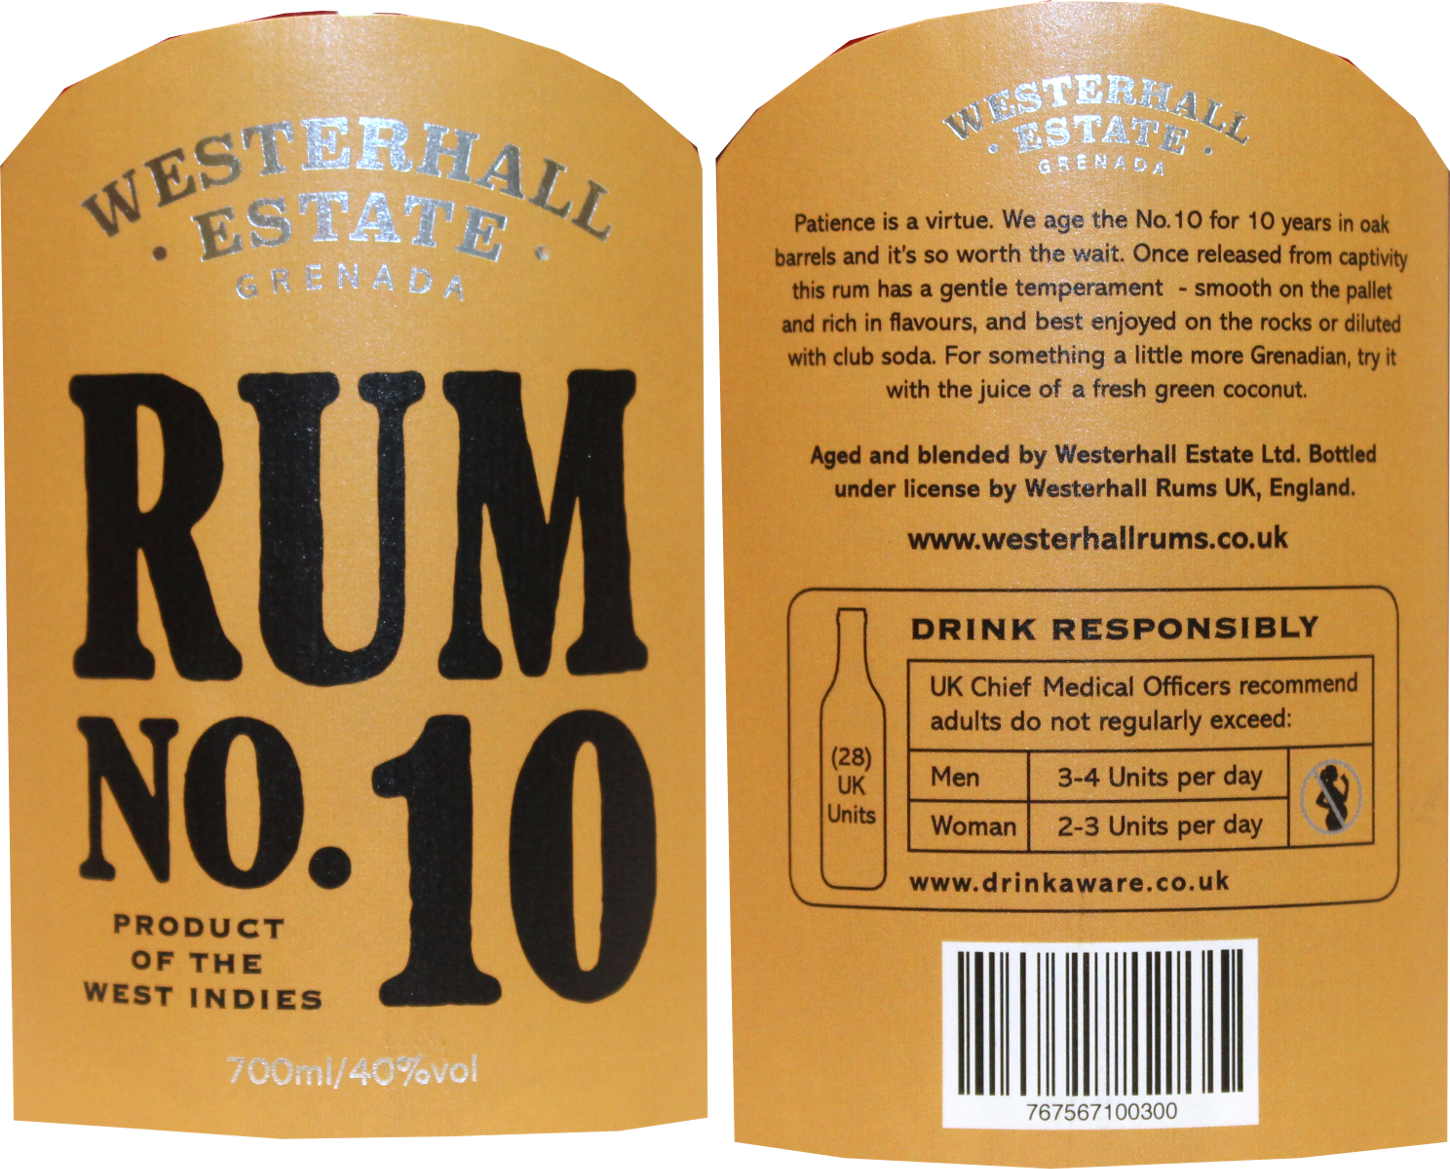 WESTERHALL
· ESTATE ·
GRENADA
RUM
NO.10
PRODUCT
OF THE
WEST INDIES
700ml/40%vol
WESTERHALL
· ESTATE ·
GRENADA
Patience is a virtue. We age the No.10 for 10 years in oak
barrels and it's so worth the wait. Once released from captivity
this rum has a gentle temperament - smooth on the pallet
and rich in flavours, and best enjoyed on the rocks or diluted
with club soda. For something a little more Grenadian, try it
with the juice of a fresh green coconut.
Aged and blended by Westerhall Estate Ltd. Bottled
under license by Westerhall Rums UK, England.
www.westerhallrums.co.uk
DRINK RESPONSIBLY
UK Chief Medical Officers recommend
adults do not regularly exceed:
(28)
UK
Units
Men 3-4 Units per day
Woman 2-3 Units per day
www.drinkaware.co.uk
767567100300